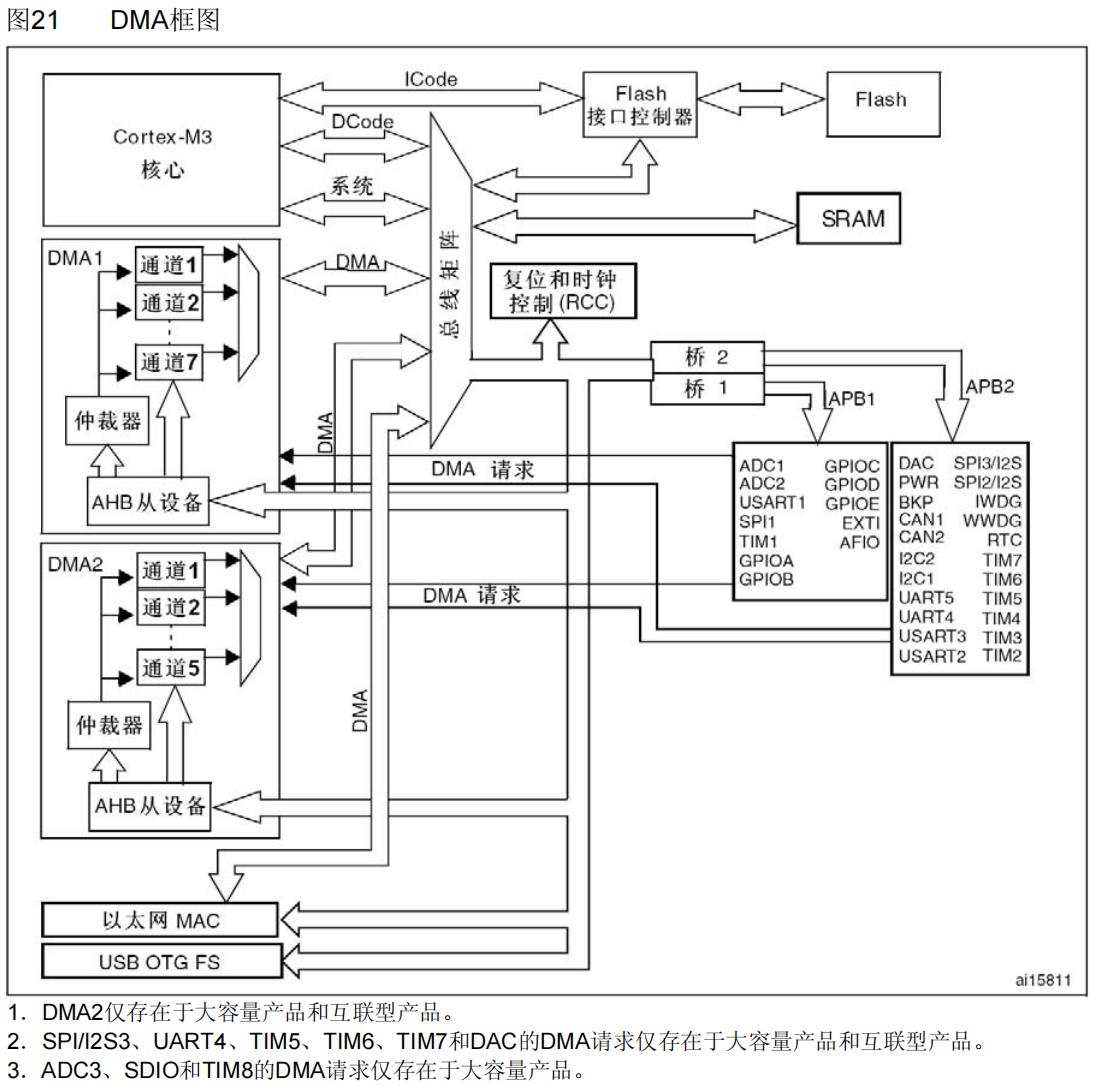 图21 DMA框图
ICode
Cortex-M3
核心
Flash
接口控制器
Flash
DCode
系统
SRAM
DMA1
通道1
通道2
通道7
仲裁器
AHB从设备
DMA
总线矩阵
复位和时钟
控制(RCC)
桥 2
桥 1
APB1
APB2
DMA
DMA 请求
ADC1 GPIOC
ADC2 GPIOD
USART1 GPIOE
SPI1 EXTI
TIM1 AFIO
GPIOA
GPIOB
DAC SPI3/I2S
PWR SPI2/I2S
BKP IWDG
CAN1 WWDG
CAN2 RTC
I2C2 TIM7
I2C1 TIM6
UART5 TIM5
UART4 TIM4
USART3 TIM3
USART2 TIM2
DMA2
通道1
通道2
通道5
仲裁器
AHB从设备
DMA 请求
DMA
以太网 MAC
USB OTG FS
ai15811
1. DMA2仅存在于大容量产品和互联型产品。
2. SPI/I2S3、UART4、TIM5、TIM6、TIM7和DAC的DMA请求仅存在于大容量产品和互联型产品。
3. ADC3、SDIO和TIM8的DMA请求仅存在于大容量产品。